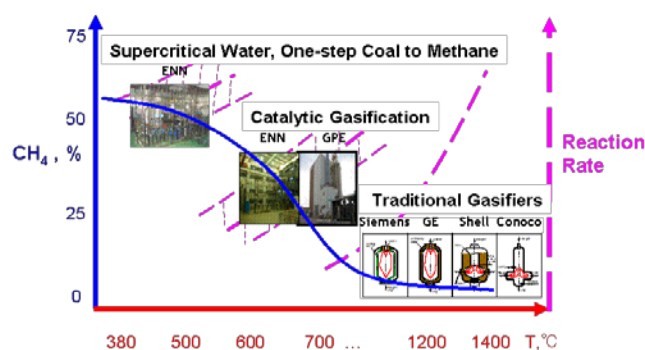 75
Supercritical Water, One-step Coal to Methane
ENN
50
Catalytic Gasification
ENN GPE
CH₄ , %
Reaction
Rate
25
Traditional Gasifiers
Siemens GE Shell Conoco
0
380 500 600 700 ... 1200 1400 T,℃